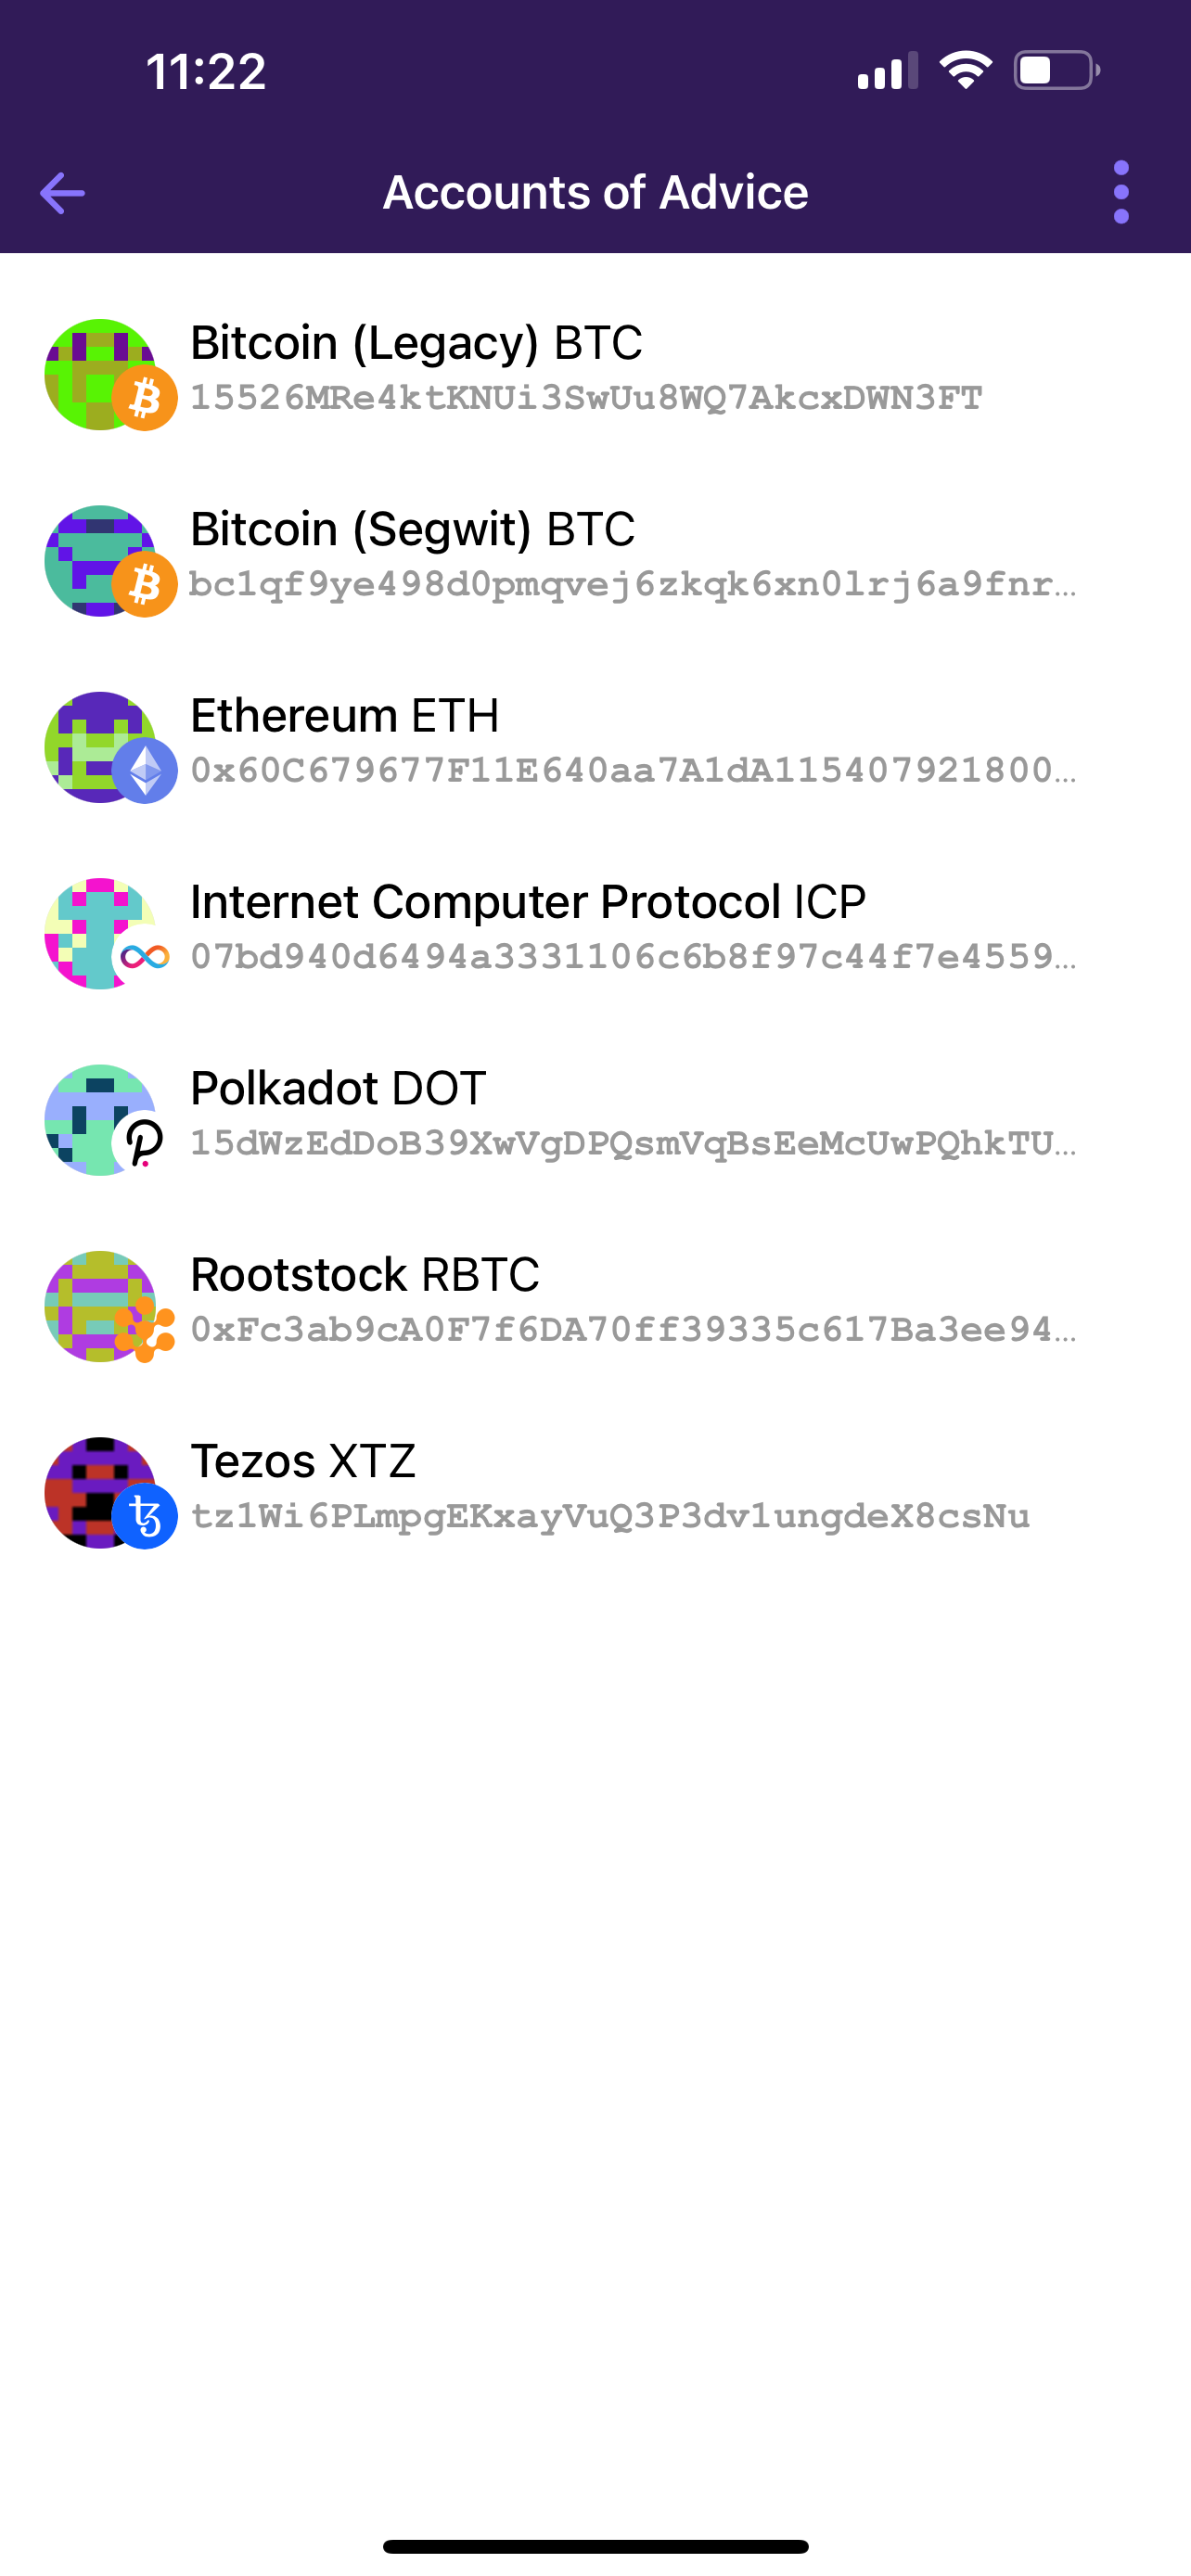 11:22
Accounts of Advice
Bitcoin (Legacy) BTC
15526MRe4ktKNUi3SwUu8WQ7AkcxDWN3FT
Bitcoin (Segwit) BTC
bc1qf9ye498d0pmqvej6zkqk6xn0lrj6a9fnr...
Ethereum ETH
0x60C679677F11E640aa7A1dA115407921800...
Internet Computer Protocol ICP
07bd940d6494a3331106c6b8f97c44f7e4559...
Polkadot DOT
15dWzEdDoB39XwVgDPQsmVqBsEeMcUwPQhkTU...
Rootstock RBTC
0xFc3ab9cA0F7f6DA70ff39335c617Ba3ee94...
Tezos XTZ
tz1Wi6PLmpgEKxayVuQ3P3dv1ungdeX8csNu